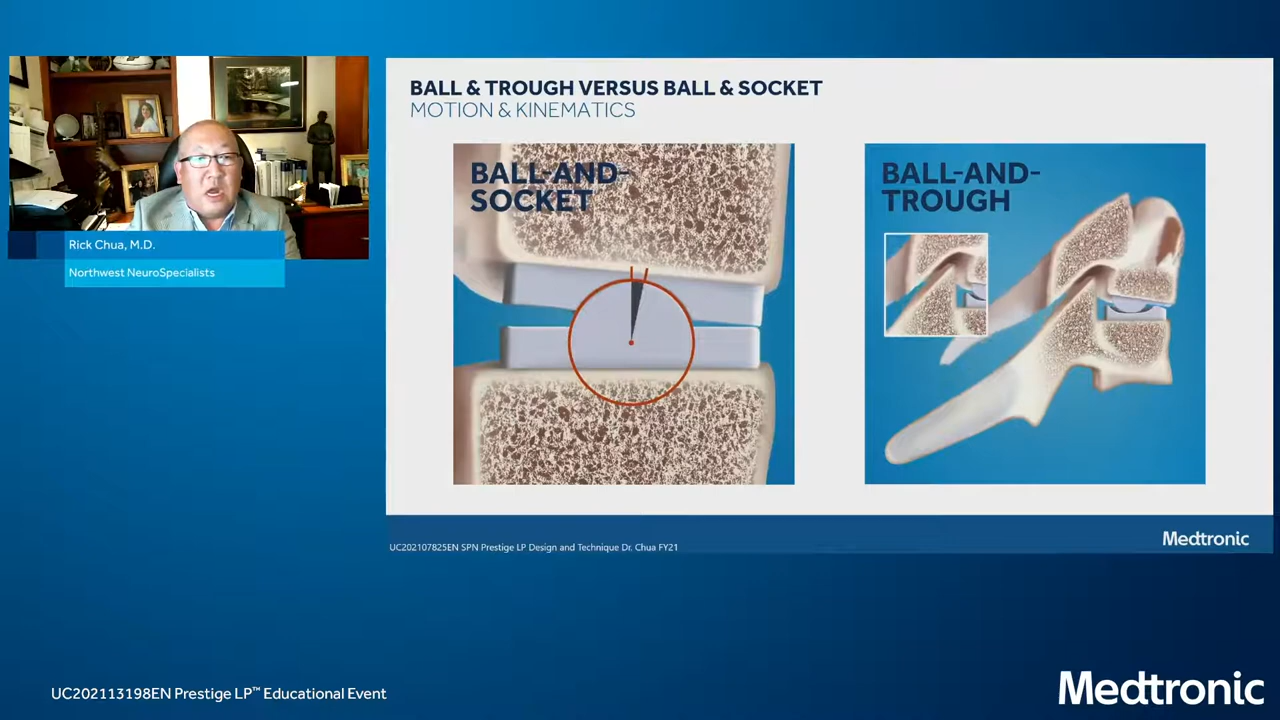 BALL & TROUGH VERSUS BALL & SOCKET
MOTION & KINEMATICS
BALL-AND-
SOCKET
BALL-AND-
TROUGH
Rick Chua, M.D.
Northwest NeuroSpecialists
UC202107825EN SPN Prestige LP Design and Technique Dr. Chua FY21
Medtronic
UC202113198EN Prestige LP™ Educational Event
Medtronic